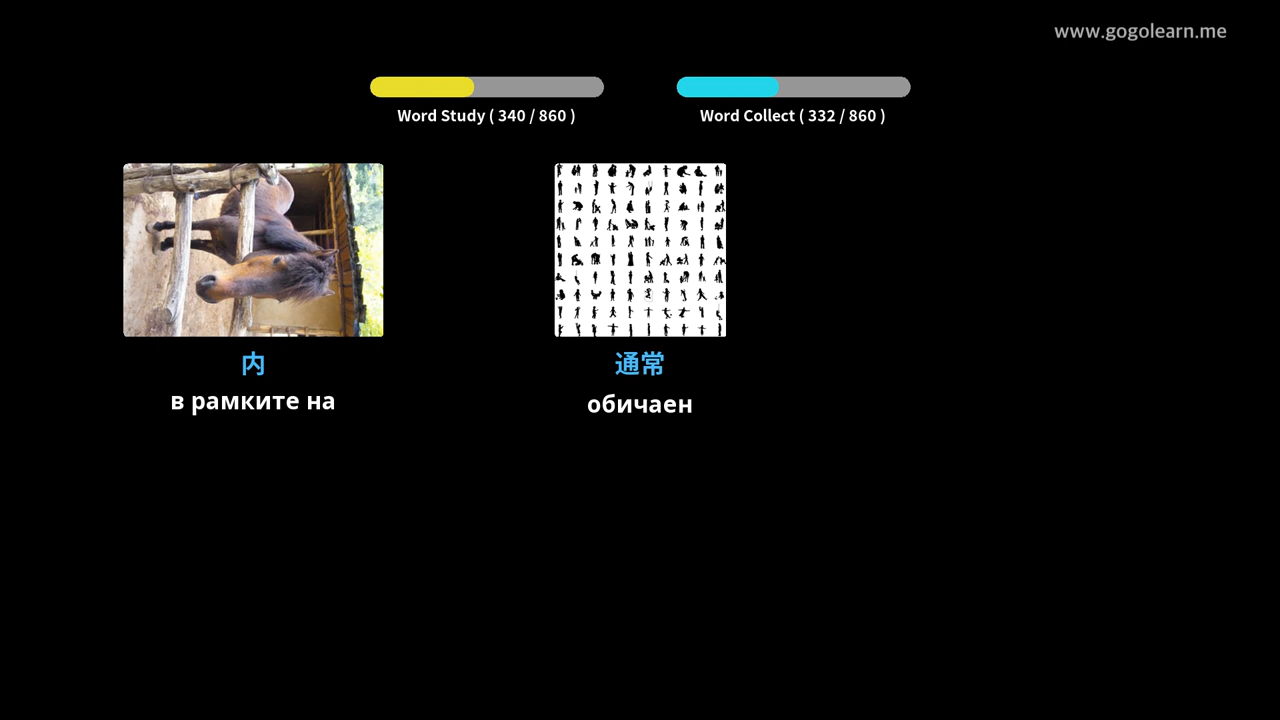 www.gogolearn.me
Word Study ( 340 / 860 )
Word Collect ( 332 / 860 )
内
в рамките на
通常
обичаен